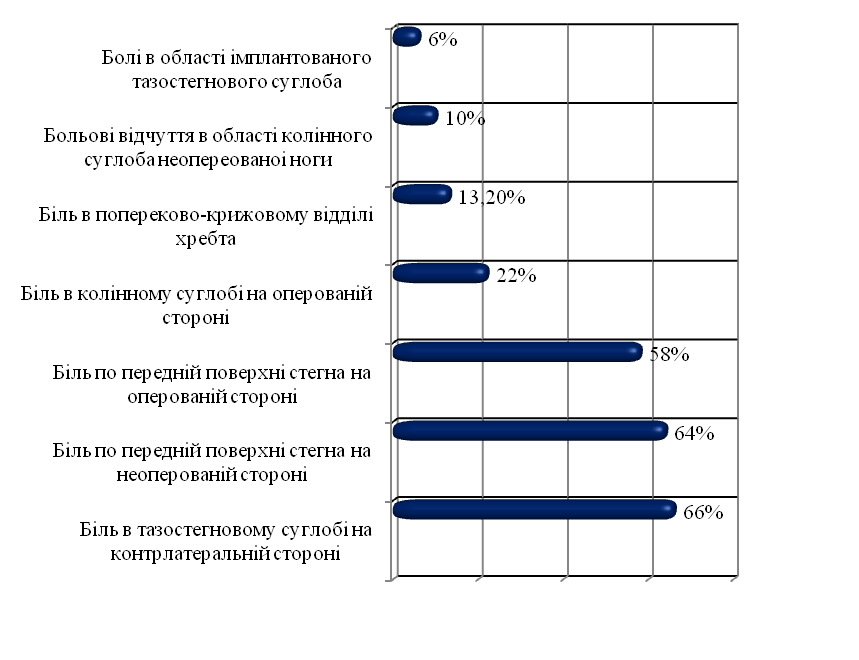 Болі в області імплантованого
тазостегнового суглоба
6%
Больові відчуття в області колінного
суглоба неопереованоі ноги
10%
Біль в попереково-крижовому відділі
хребта
13,20%
Біль в колінному суглобі на оперованій
стороні
22%
Біль по передній поверхні стегна на
оперованій стороні
58%
Біль по передній поверхні стегна на
неоперованій стороні
64%
Біль в тазостегновому суглобі на
контрлатеральній стороні
66%